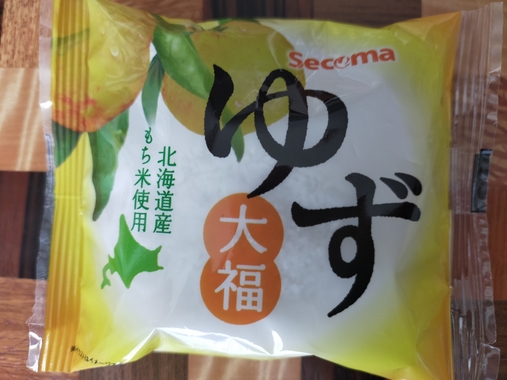 Secoma
ゆず
大福
北海道産
もち米使用